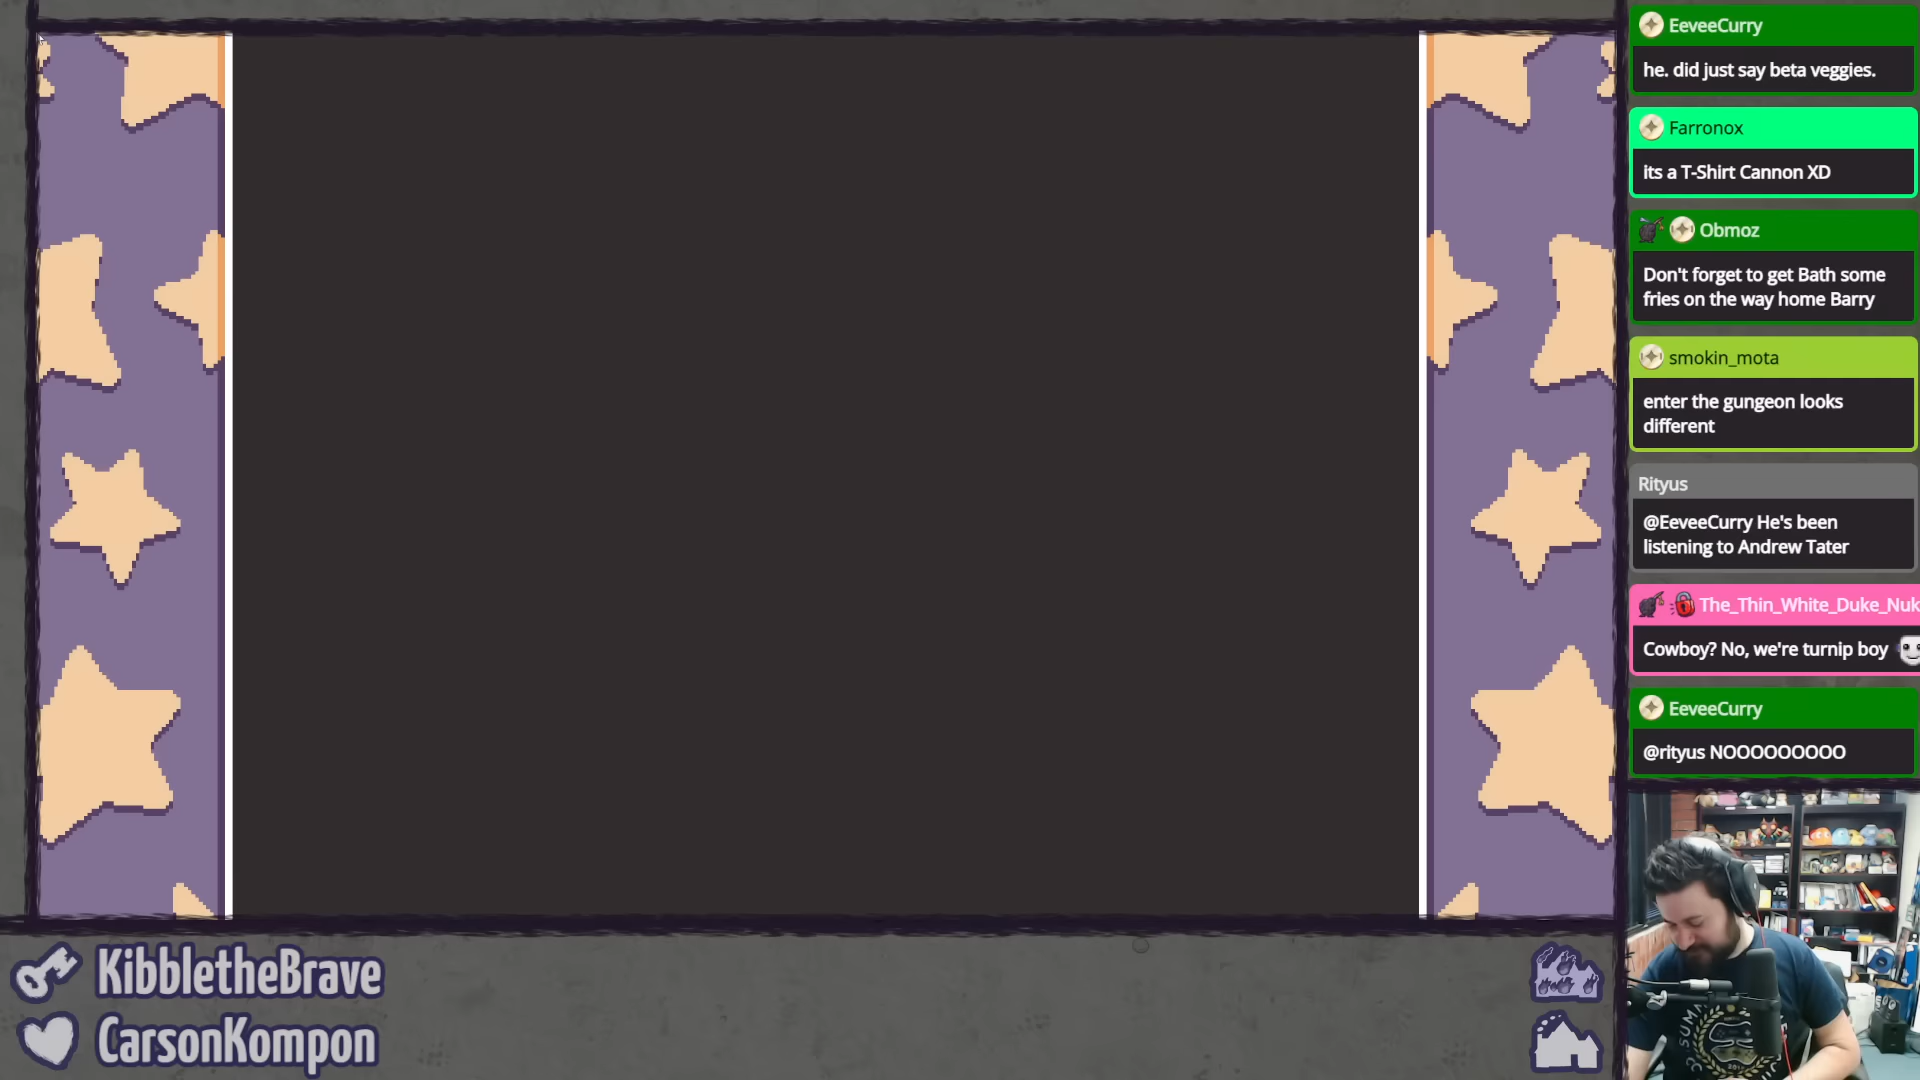 EeveeCurry
he. did just say beta veggies.
Farronox
its a T-Shirt Cannon XD
Obmoz
Don't forget to get Bath some
fries on the way home Barry
smokin_mota
enter the gungeon looks
different
Rityus
@EeveeCurry He's been
listening to Andrew Tater
The_Thin_White_Duke_Nuk
Cowboy? No, we're turnip boy
EeveeCurry
@rityus NOOOOOOOOO
KibbletheBrave
CarsonKompon